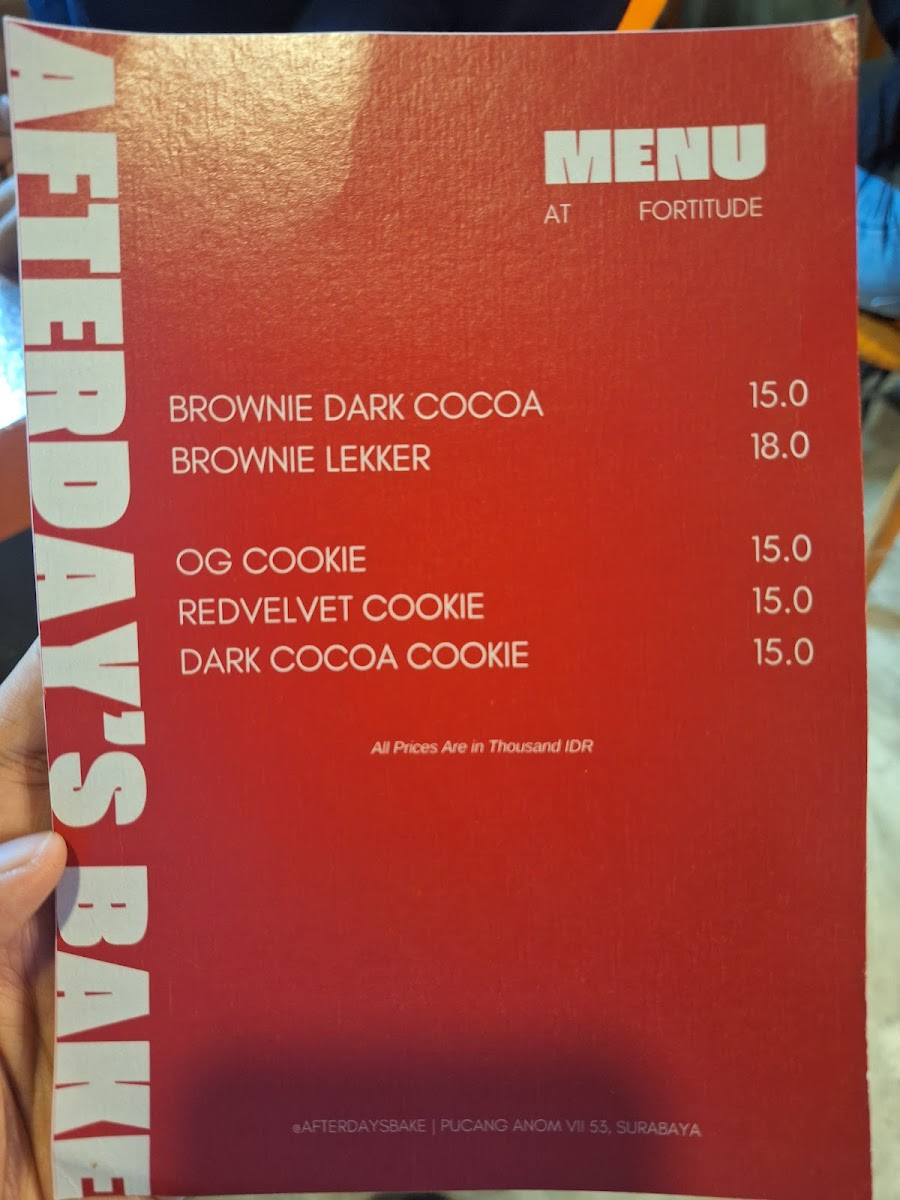 AFTERDAY'S BAKE
MENU
AT FORTITUDE
BROWNIE DARK COCOA 15.0
BROWNIE LEKKER 18.0
OG COOKIE 15.0
REDVELVET COOKIE 15.0
DARK COCOA COOKIE 15.0
All Prices Are in Thousand IDR
@AFTERDAYSBAKE | PUCANG ANOM VII 53, SURABAYA